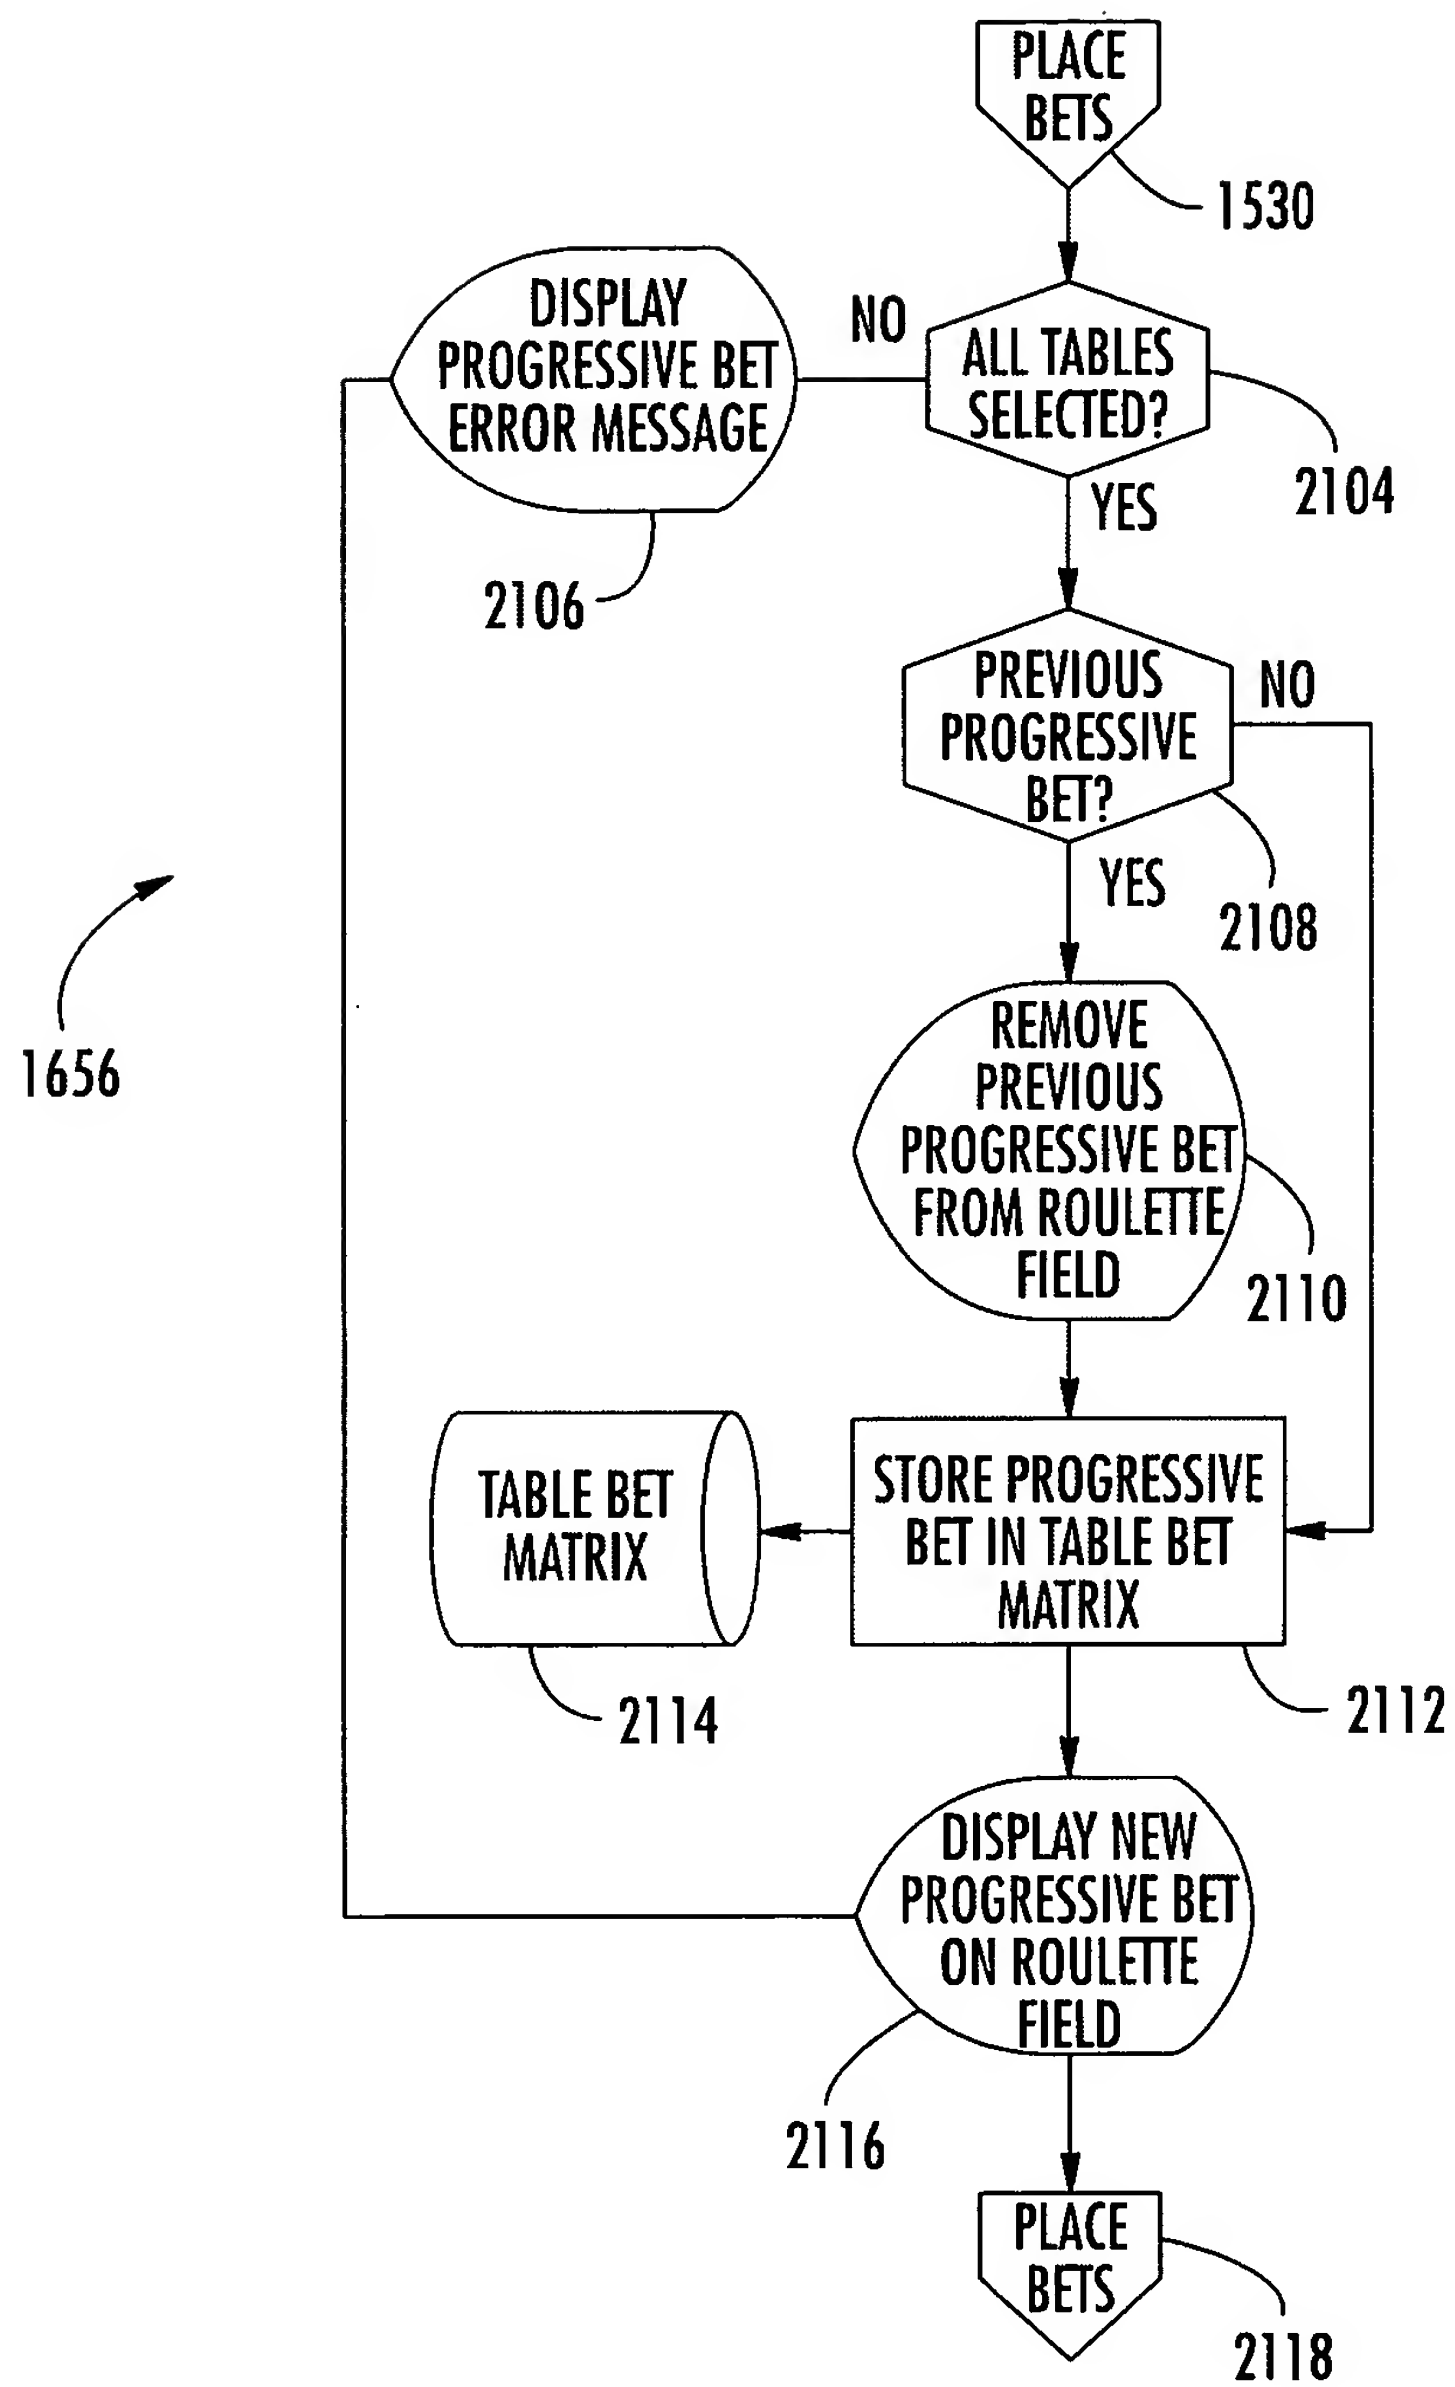 PLACE
BETS
1530
DISPLAY
PROGRESSIVE BET
ERROR MESSAGE
NO
ALL TABLES
SELECTED?
2104
YES
2106
PREVIOUS
PROGRESSIVE
BET?
NO
2108
YES
1656
REMOVE
PREVIOUS
PROGRESSIVE BET
FROM ROULETTE
FIELD
2110
TABLE BET
MATRIX
2114
STORE PROGRESSIVE
BET IN TABLE BET
MATRIX
2112
DISPLAY NEW
PROGRESSIVE BET
ON ROULETTE
FIELD
2116
PLACE
BETS
2118